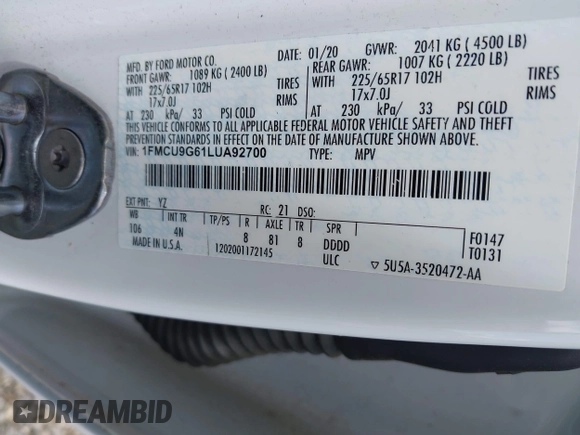 MFD. BY FORD MOTOR CO.
DATE: 01/20 GVWR: 2041 KG ( 4500 LB)
FRONT GAWR: 1089 KG ( 2400 LB)
REAR GAWR: 1007 KG ( 2220 LB)
WITH 225/65R17 102H TIRES
WITH 225/65R17 102H TIRES
17x7.0J RIMS
17x7.0J RIMS
AT 230 kPa/ 33 PSI COLD
AT 230 kPa/ 33 PSI COLD
THIS VEHICLE CONFORMS TO ALL APPLICABLE FEDERAL MOTOR VEHICLE SAFETY AND THEFT
PREVENTION STANDARDS IN EFFECT ON THE DATE OF MANUFACTURE SHOWN ABOVE.
VIN: 1FMCU9G61LUA92700 TYPE: MPV
EXT PNT: YZ RC: 21 DSO:
WB INT TR TP/PS R AXLE TR SPR
106 4N 8 81 8 DDDD
F0147
T0131
MADE IN U.S.A. 1202001172145 ULC ▽ 5U5A-3520472-AA
DREAMBID